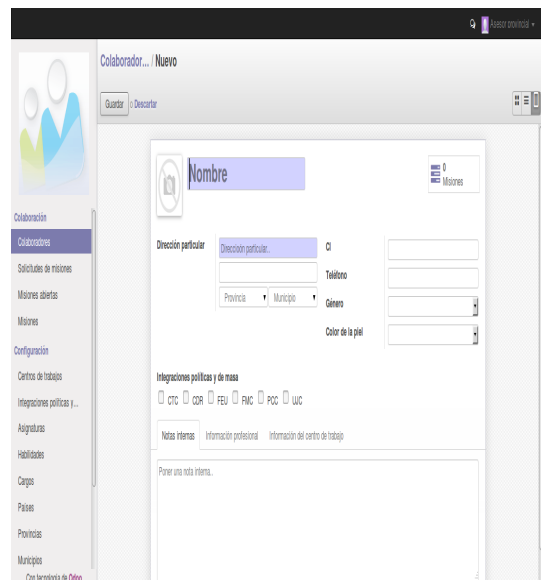 Asesor provincial
Colaborador... / Nuevo
Guardar o Descartar
Colaboración
Colaboradores
Solicitudes de misiones
Misiones abiertas
Misiones
Configuración
Centros de trabajos
Integraciones políticas y...
Asignaturas
Habilidades
Cargos
Países
Provincias
Municipios
Con tecnología de Odoo
Nombre
0
Misiones
Dirección particular
Direccioón particular..
Provincia
Municipio
CI
Teléfono
Género
Color de la piel
Integraciones políticas y de masa
CTC CDR FEU FMC PCC UJC
Notas internas Información profesional Información del centro de trabajo
Poner una nota interna..